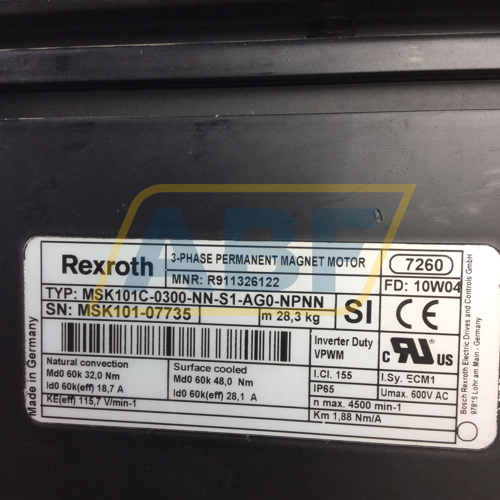 Rexroth
3-PHASE PERMANENT MAGNET MOTOR
7260
MNR: R911326122
FD: 10W04
TYP: MSK101C-0300-NN-S1-AG0-NPNN
SN: MSK101-07735
m 28,3 kg
SI
CE
Made in Germany
Natural convection
Md0 60k 32,0 Nm
Id0 60k(eff) 18,7 A
KE(eff) 115,7 V/min-1
Surface cooled
Md0 60k 48,0 Nm
Id0 60k(eff) 28,1 A
Inverter Duty
VPWM
c RU us
I.Cl. 155
I.Sy. ECM1
IP65
Umax. 600V AC
n max. 4500 min-1
Km 1,88 Nm/A
Bosch Rexroth Electric Drives and Controls GmbH
97816 Lohr am Main - Germany
ABF